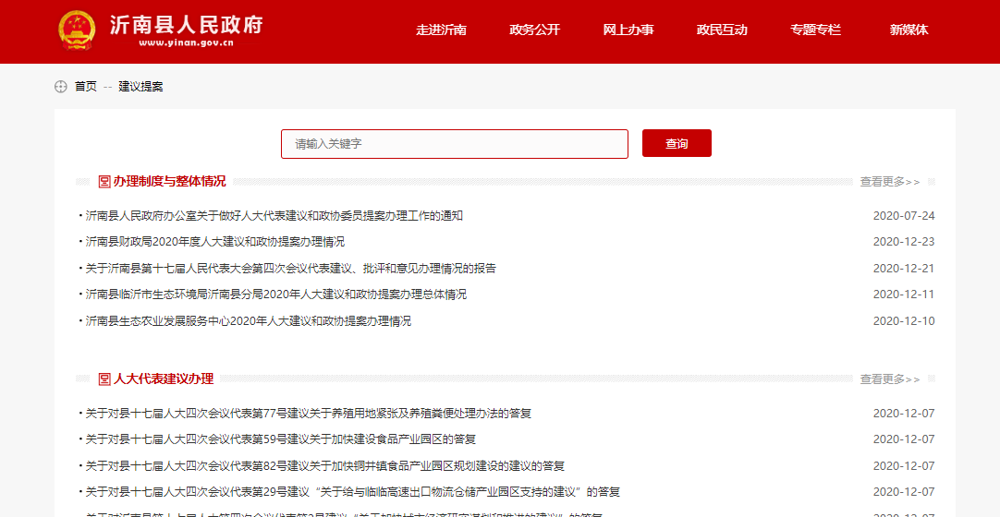 沂南县人民政府
www.yinan.gov.cn
走进沂南 政务公开 网上办事 政民互动 专题专栏 新媒体
首页 -- 建议提案
请输入关键字 查询
办理制度与整体情况 查看更多>>
·沂南县人民政府办公室关于做好人大代表建议和政协委员提案办理工作的通知 2020-07-24
·沂南县财政局2020年度人大建议和政协提案办理情况 2020-12-23
·关于沂南县第十七届人民代表大会第四次会议代表建议、批评和意见办理情况的报告 2020-12-21
·沂南县临沂市生态环境局沂南县分局2020年人大建议和政协提案办理总体情况 2020-12-11
·沂南县生态农业发展服务中心2020年人大建议和政协提案办理情况 2020-12-10
人大代表建议办理 查看更多>>
·关于对县十七届人大四次会议代表第77号建议关于养殖用地紧张及养殖粪便处理办法的答复 2020-12-07
·关于对县十七届人大四次会议代表第59号建议关于加快建设食品产业园区的答复 2020-12-07
·关于对县十七届人大四次会议代表第82号建议关于加快铜井镇食品产业园区规划建设的建议的答复 2020-12-07
·关于对县十七届人大四次会议代表第29号建议“关于给与临临高速出口物流仓储产业园区支持的建议”的答复 2020-12-07